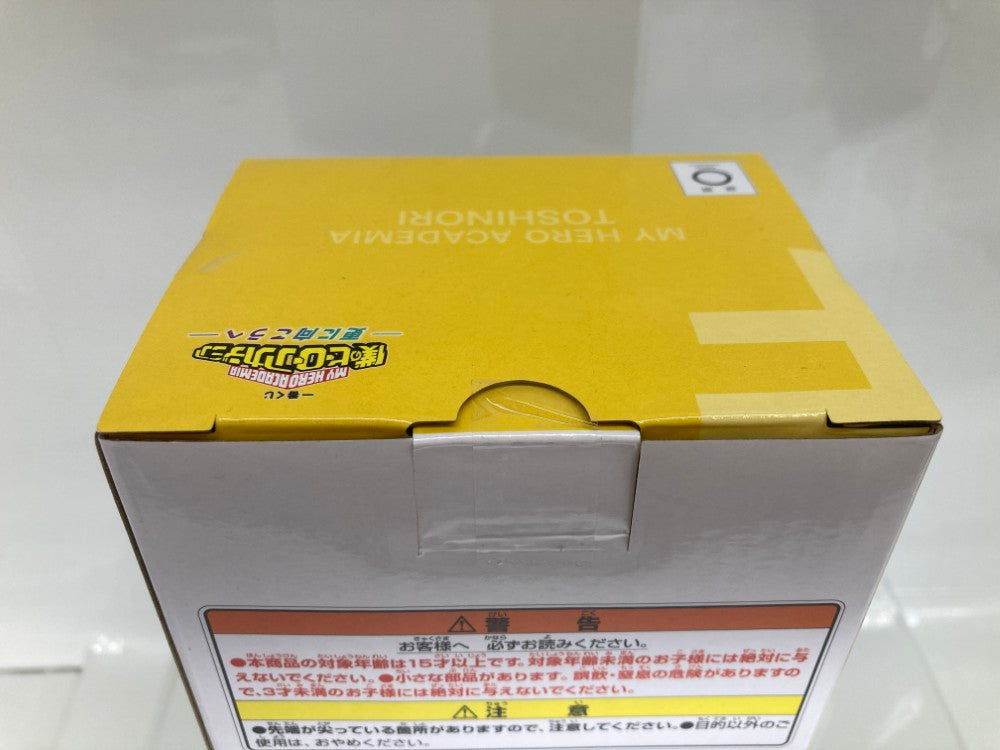 MY HERO ACADEMIA
TOSHINORI
一番くじ
MY HERO ACADEMIA
僕のヒーローアカデミア
更に向こうへ
警告
お客様へ 必ずお読みください。
●本商品の対象年齢は15才以上です。対象年齢未満のお子様には絶対に与
えないでください。●小さな部品があります。誤飲・窒息の危険がありますの
で、3才未満のお子様には絶対に与えないでください。
注意
●先端が尖っている箇所がありますので、注意してください。●目的以外のご
使用は、おやめください。